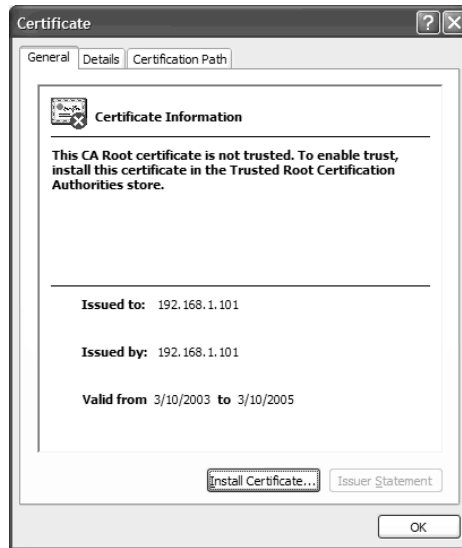 Certificate
General Details Certification Path
Certificate Information
This CA Root certificate is not trusted. To enable trust,
install this certificate in the Trusted Root Certification
Authorities store.
Issued to: 192.168.1.101
Issued by: 192.168.1.101
Valid from 3/10/2003 to 3/10/2005
Install Certificate... Issuer Statement
OK